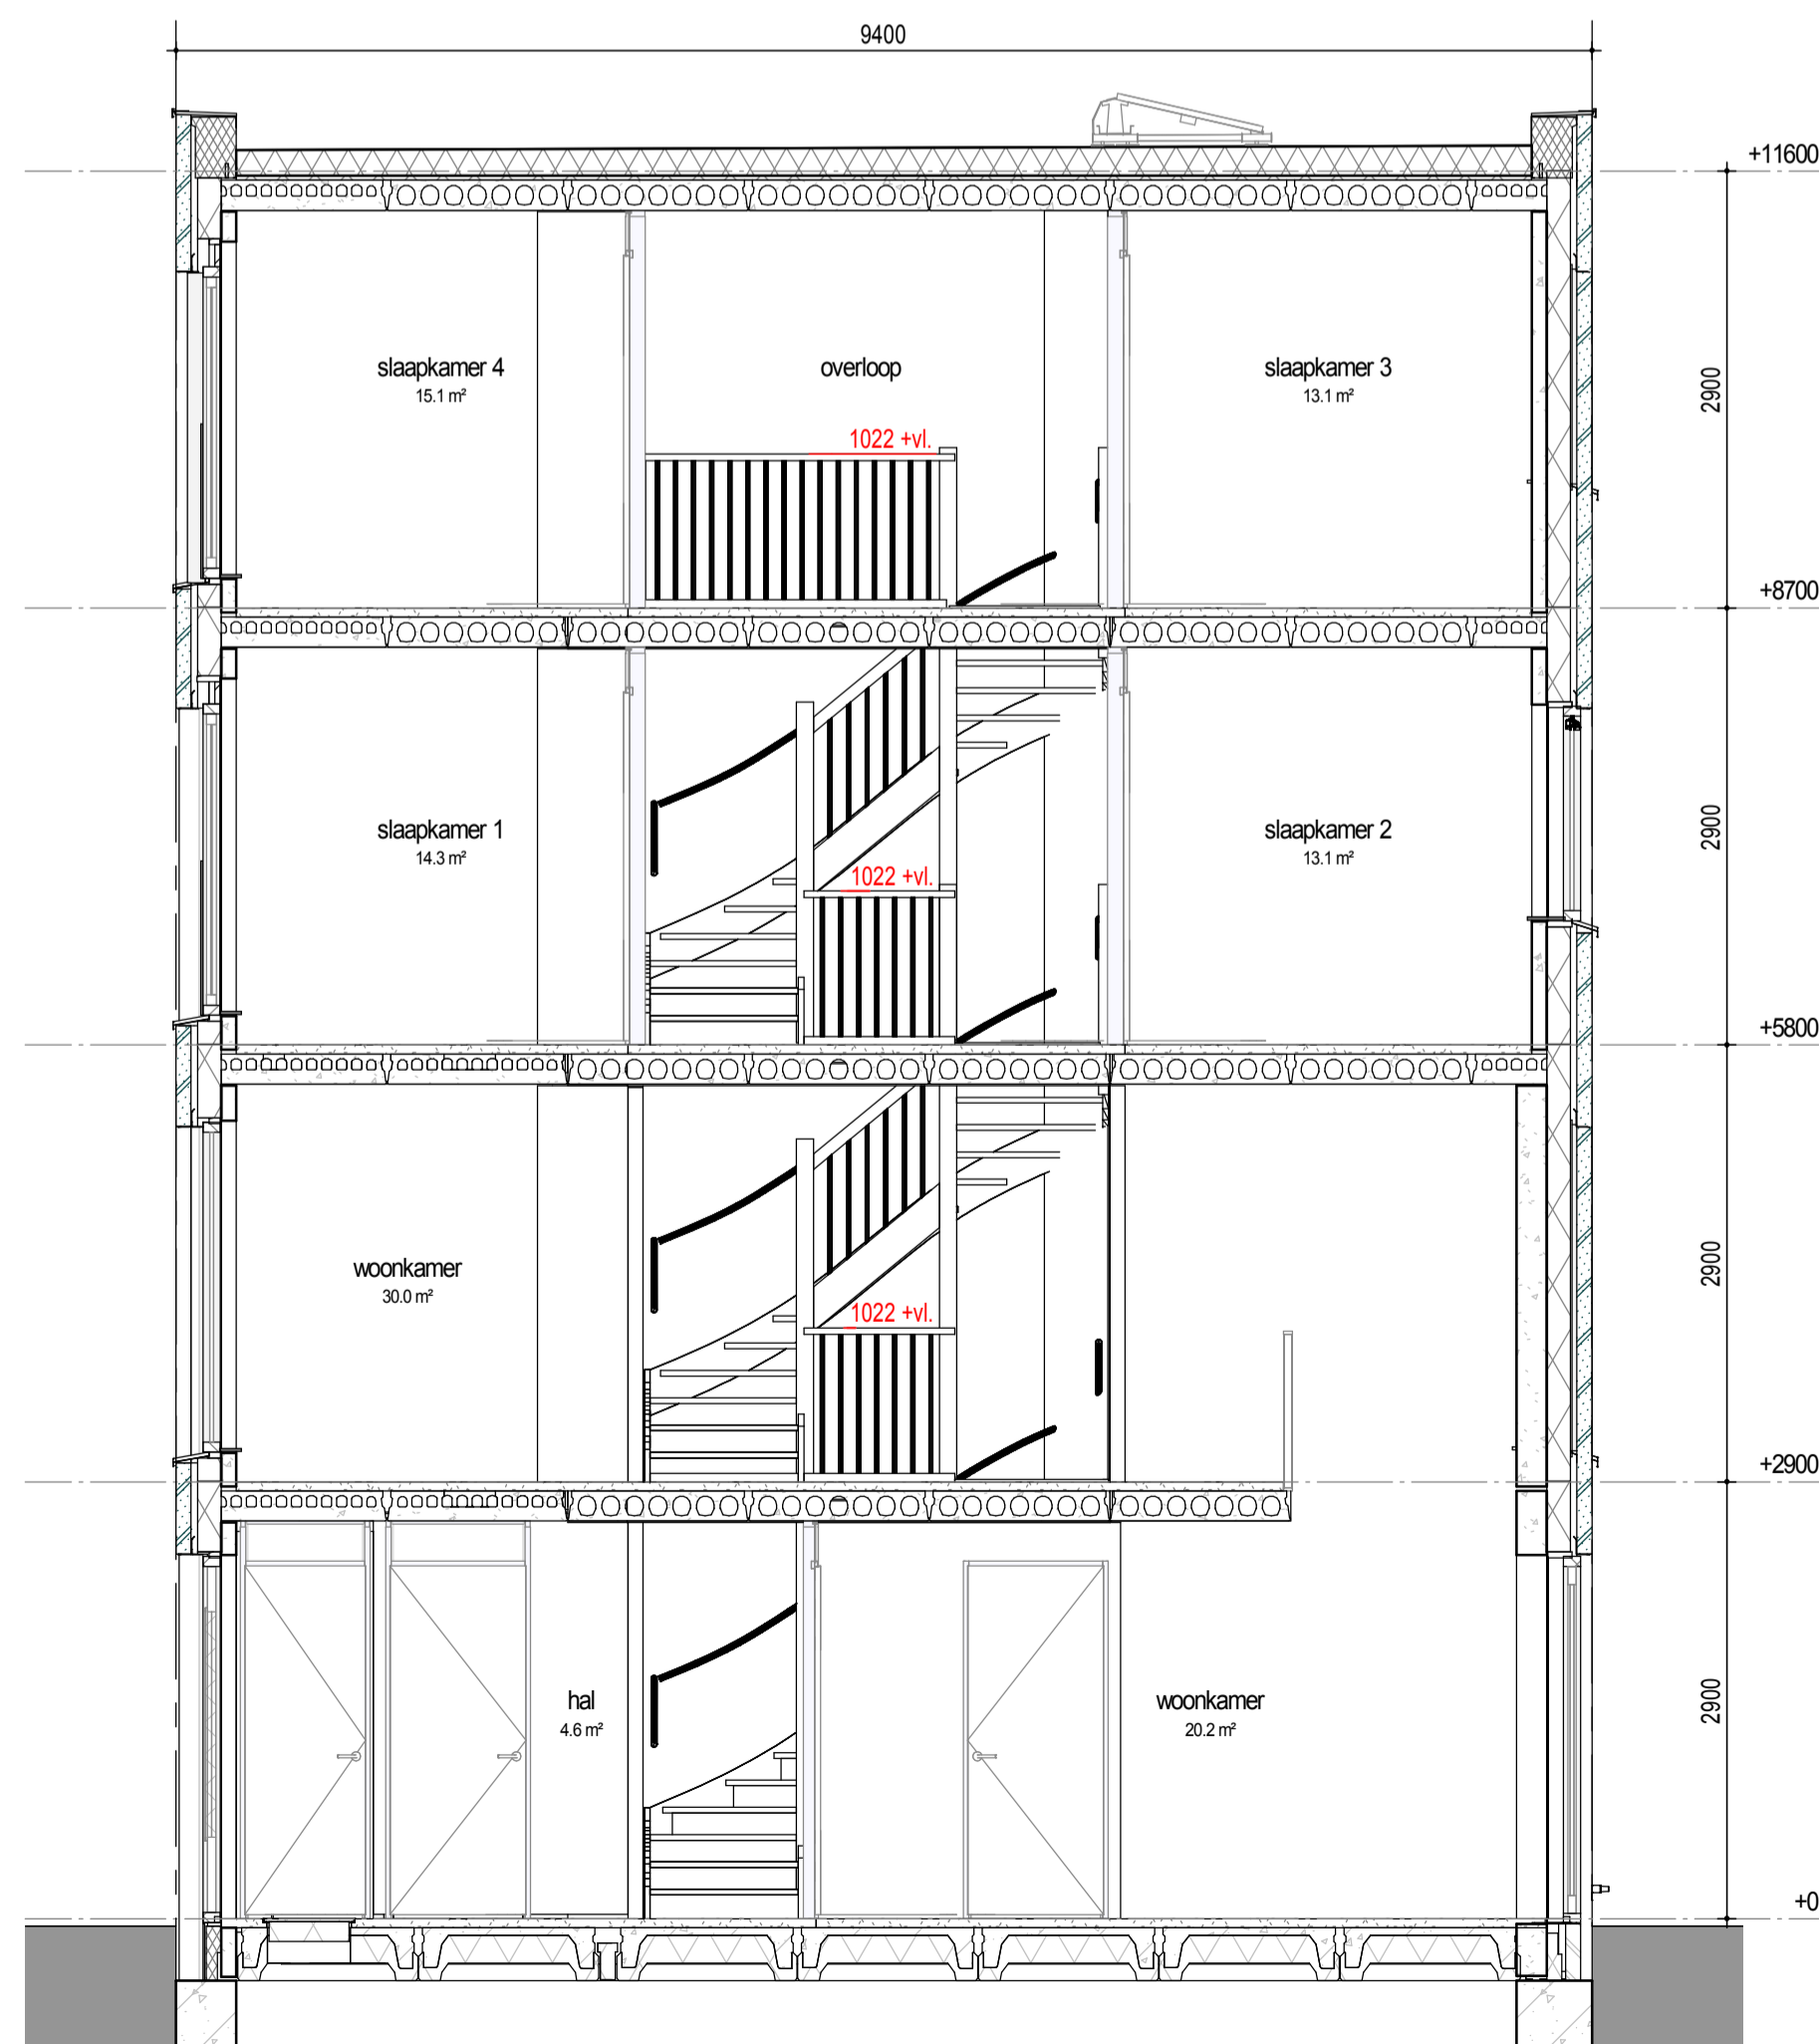 9400
+11600
slaapkamer 4
15.1 m²
overloop
slaapkamer 3
13.1 m²
2900
1022 +vl.
+8700
slaapkamer 1
14.3 m²
slaapkamer 2
13.1 m²
2900
1022 +vl.
+5800
woonkamer
30.0 m²
2900
1022 +vl.
+2900
hal
4.6 m²
woonkamer
20.2 m²
2900
+0